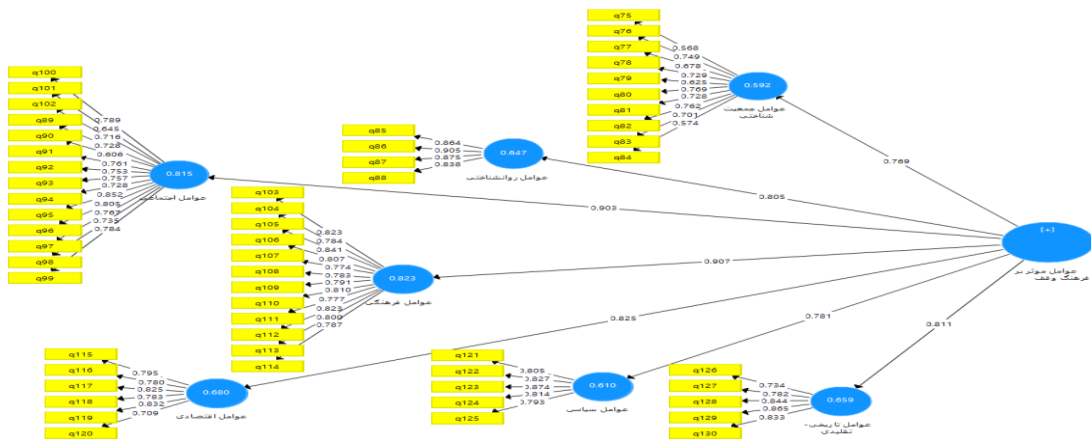 q75
q76
q77
q78
q79
q80
q81
q82
q83
q84
0.568
0.749
0.678
0.729
0.625
0.769
0.728
0.762
0.701
0.574
0.592
عوامل جمعیت
شناختی
0.769
q85
q86
q87
q88
0.864
0.905
0.875
0.838
0.647
عوامل روانشناختی
0.805
q100
q101
q102
q89
q90
q91
q92
q93
q94
q95
q96
q97
q98
q99
0.789
0.645
0.716
0.728
0.606
0.761
0.753
0.757
0.728
0.852
0.805
0.767
0.735
0.784
0.815
عوامل اجتماعی
0.903
[+]
عوامل موثر بر
فرهنگ وقف
q103
q104
q105
q106
q107
q108
q109
q110
q111
q112
q113
q114
0.823
0.784
0.841
0.807
0.774
0.783
0.791
0.810
0.777
0.823
0.809
0.787
0.823
عوامل فرهنگی
0.907
q115
q116
q117
q118
q119
q120
0.795
0.780
0.825
0.783
0.832
0.709
0.680
عوامل اقتصادی
0.825
q121
q122
q123
q124
q125
0.805
0.827
0.874
0.814
0.793
0.610
عوامل سیاسی
0.781
q126
q127
q128
q129
q130
0.734
0.782
0.844
0.865
0.833
0.659
عوامل تاریخی-
تقلیدی
0.811